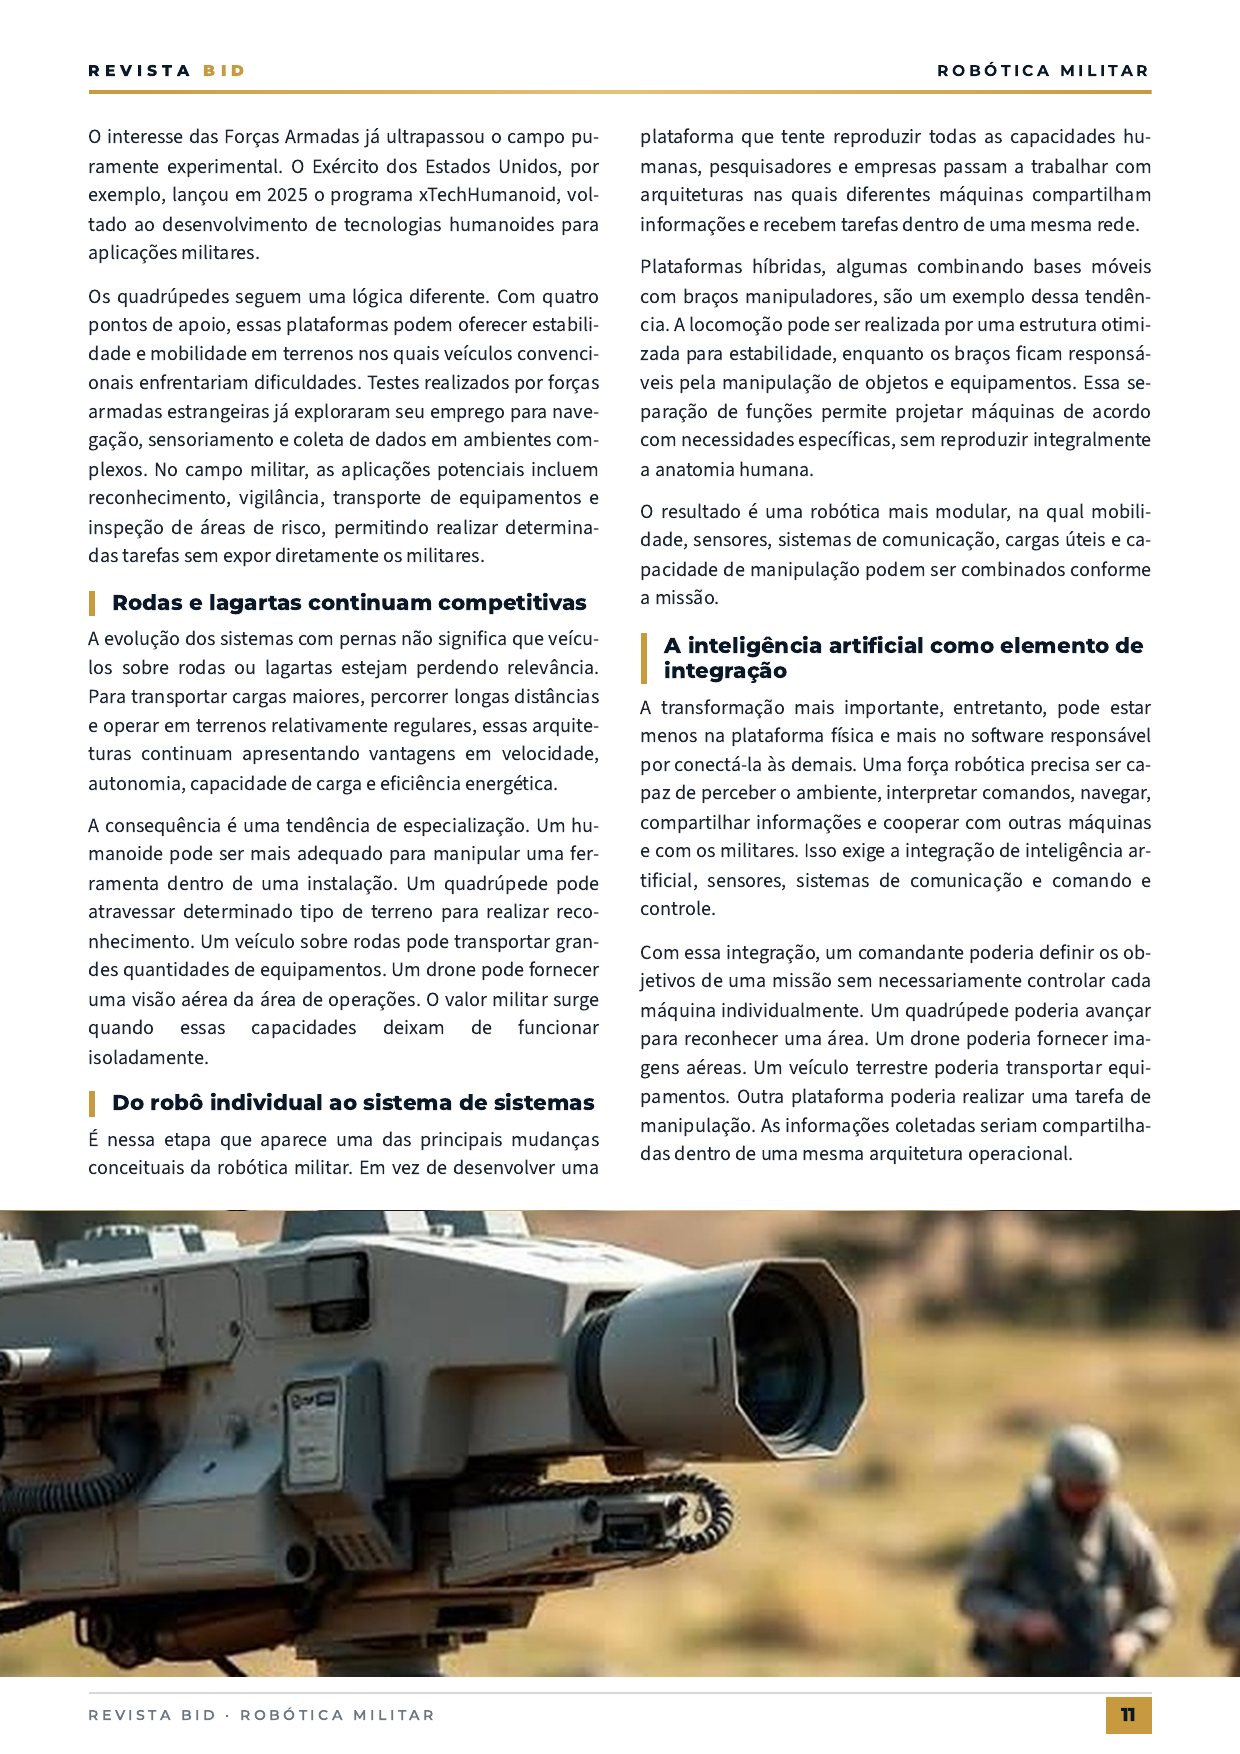 REVISTA BID
ROBÓTICA MILITAR
O interesse das Forças Armadas já ultrapassou o campo pu-
ramente experimental. O Exército dos Estados Unidos, por
exemplo, lançou em 2025 o programa xTechHumanoid, vol-
tado ao desenvolvimento de tecnologias humanoides para
aplicações militares.
Os quadrúpedes seguem uma lógica diferente. Com quatro
pontos de apoio, essas plataformas podem oferecer estabili-
dade e mobilidade em terrenos nos quais veículos convenci-
onais enfrentariam dificuldades. Testes realizados por forças
armadas estrangeiras já exploraram seu emprego para nave-
gação, sensoriamento e coleta de dados em ambientes com-
plexos. No campo militar, as aplicações potenciais incluem
reconhecimento, vigilância, transporte de equipamentos e
inspeção de áreas de risco, permitindo realizar determina-
das tarefas sem expor diretamente os militares.
Rodas e lagartas continuam competitivas
A evolução dos sistemas com pernas não significa que veícu-
los sobre rodas ou lagartas estejam perdendo relevância.
Para transportar cargas maiores, percorrer longas distâncias
e operar em terrenos relativamente regulares, essas arquite-
turas continuam apresentando vantagens em velocidade,
autonomia, capacidade de carga e eficiência energética.
A consequência é uma tendência de especialização. Um hu-
manoide pode ser mais adequado para manipular uma fer-
ramenta dentro de uma instalação. Um quadrúpede pode
atravessar determinado tipo de terreno para realizar reco-
nhecimento. Um veículo sobre rodas pode transportar gran-
des quantidades de equipamentos. Um drone pode fornecer
uma visão aérea da área de operações. O valor militar surge
quando essas capacidades deixam de funcionar
isoladamente.
Do robô individual ao sistema de sistemas
É nessa etapa que aparece uma das principais mudanças
conceituais da robótica militar. Em vez de desenvolver uma
plataforma que tente reproduzir todas as capacidades hu-
manas, pesquisadores e empresas passam a trabalhar com
arquiteturas nas quais diferentes máquinas compartilham
informações e recebem tarefas dentro de uma mesma rede.
Plataformas híbridas, algumas combinando bases móveis
com braços manipuladores, são um exemplo dessa tendên-
cia. A locomoção pode ser realizada por uma estrutura otimi-
zada para estabilidade, enquanto os braços ficam responsá-
veis pela manipulação de objetos e equipamentos. Essa se-
paração de funções permite projetar máquinas de acordo
com necessidades específicas, sem reproduzir integralmente
a anatomia humana.
O resultado é uma robótica mais modular, na qual mobili-
dade, sensores, sistemas de comunicação, cargas úteis e ca-
pacidade de manipulação podem ser combinados conforme
a missão.
A inteligência artificial como elemento de
integração
A transformação mais importante, entretanto, pode estar
menos na plataforma física e mais no software responsável
por conectá-la às demais. Uma força robótica precisa ser ca-
paz de perceber o ambiente, interpretar comandos, navegar,
compartilhar informações e cooperar com outras máquinas
e com os militares. Isso exige a integração de inteligência ar-
tificial, sensores, sistemas de comunicação e comando e
controle.
Com essa integração, um comandante poderia definir os ob-
jetivos de uma missão sem necessariamente controlar cada
máquina individualmente. Um quadrúpede poderia avançar
para reconhecer uma área. Um drone poderia fornecer ima-
gens aéreas. Um veículo terrestre poderia transportar equi-
pamentos. Outra plataforma poderia realizar uma tarefa de
manipulação. As informações coletadas seriam compartilha-
das dentro de uma mesma arquitetura operacional.
REVISTA BID · ROBÓTICA MILITAR
11